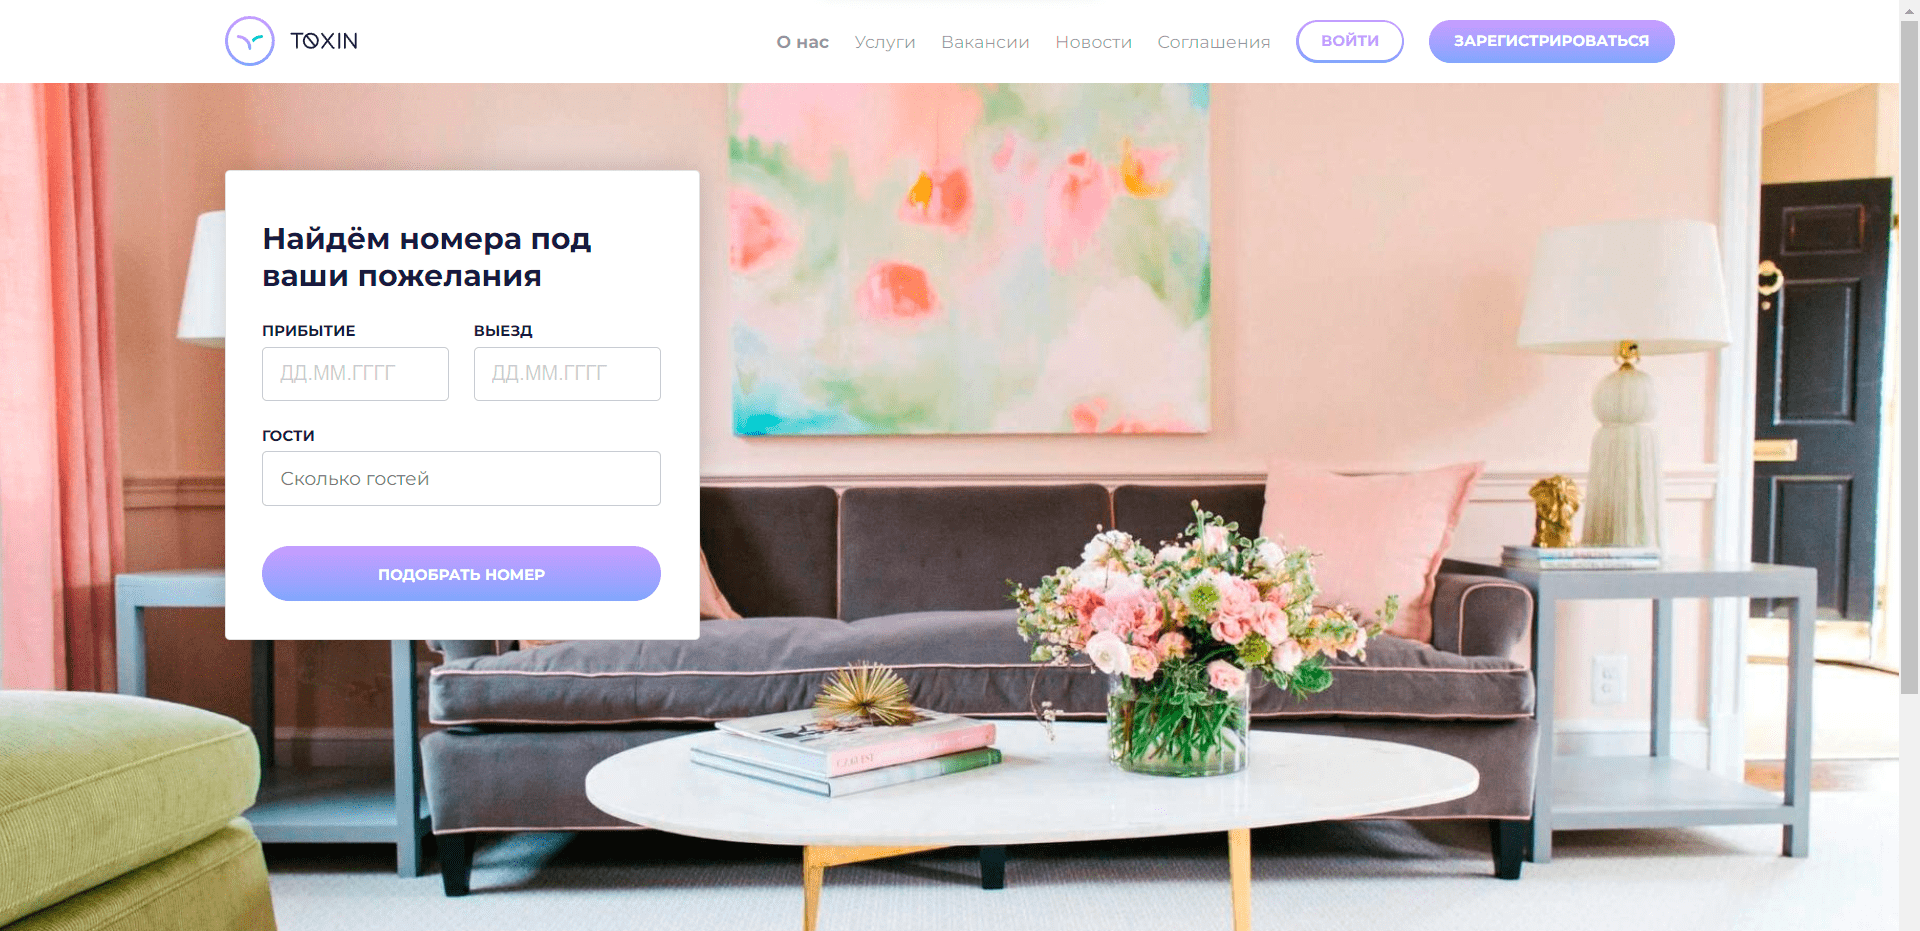 TOXIN
О нас Услуги Вакансии Новости Соглашения ВОЙТИ ЗАРЕГИСТРИРОВАТЬСЯ
Найдём номера под
ваши пожелания
ПРИБЫТИЕ ВЫЕЗД
ДД.ММ.ГГГГ ДД.ММ.ГГГГ
ГОСТИ
Сколько гостей
ПОДОБРАТЬ НОМЕР